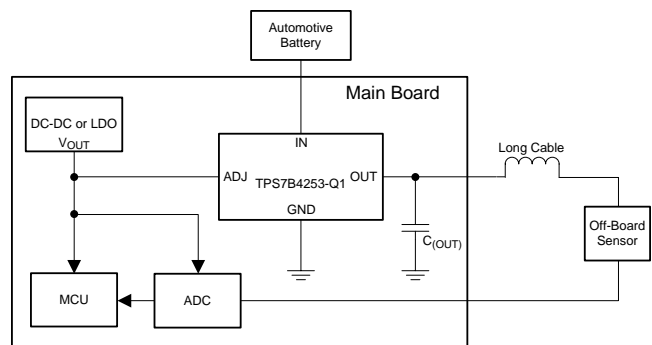 Automotive
Battery
Main Board
DC-DC or LDO
VOUT
IN
ADJ
TPS7B4253-Q1
OUT
GND
Long Cable
C(OUT)
Off-Board
Sensor
MCU
ADC